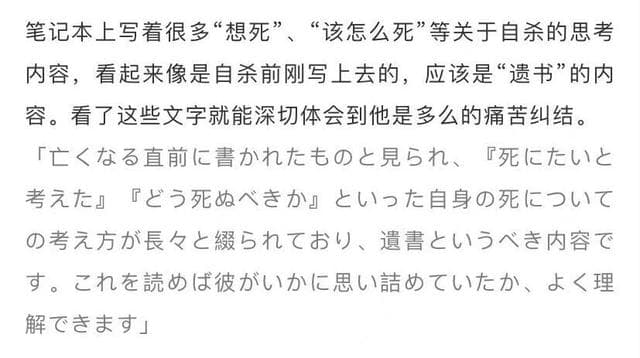 笔记本上写着很多“想死”、“该怎么死”等关于自杀的思考
内容，看起来像是自杀前刚写上去的，应该是“遗书”的内
容。看了这些文字就能深切体会到他是多么的痛苦纠结。
「亡くなる直前に書かれたものと見られ、『死にたいと
考えた』『どう死ぬべきか』といった自身の死について
の考え方が長々と綴られており、遺書というべき内容で
す。これを読めば彼がいかに思い詰めていたか、よく理
解できます」